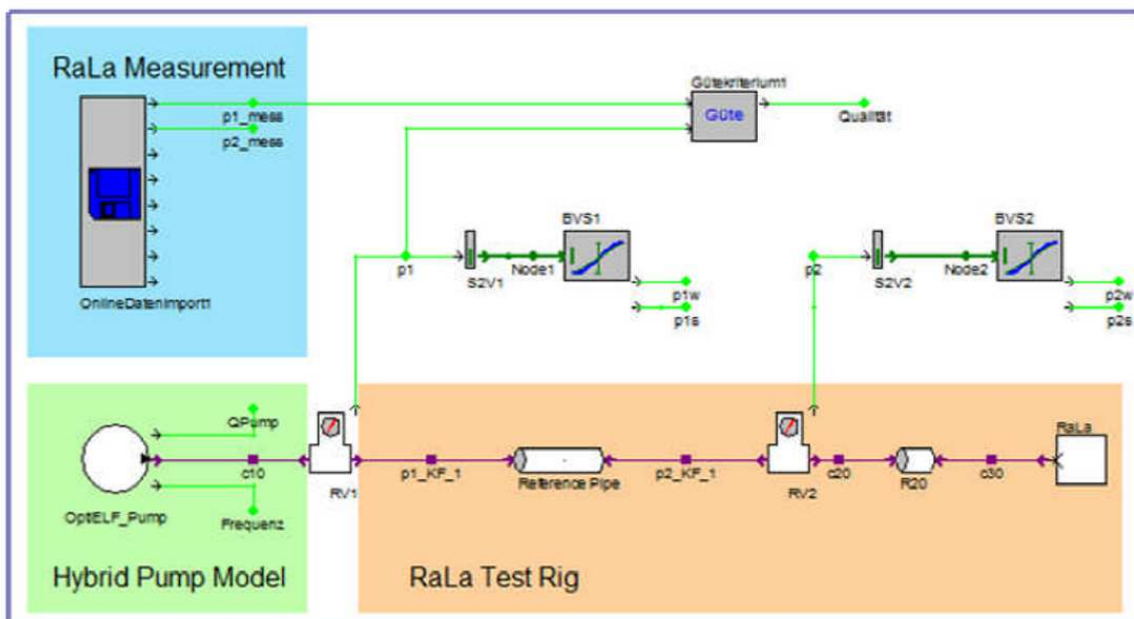 RaLa Measurement
Gütekriterium1
p1_mess
Güte
Qualität
p2_mess
BVS1
BVS2
p1
S2V1
Node1
p2
S2V2
Node2
p1w
p2w
OnlineDatenImport1
p1s
p2s
QPump
RaLa
c10
RV1
p1_KF_1
Reference Pipe
p2_KF_1
RV2
c20
R20
c30
OptiELF_Pump
Frequenz
Hybrid Pump Model
RaLa Test Rig